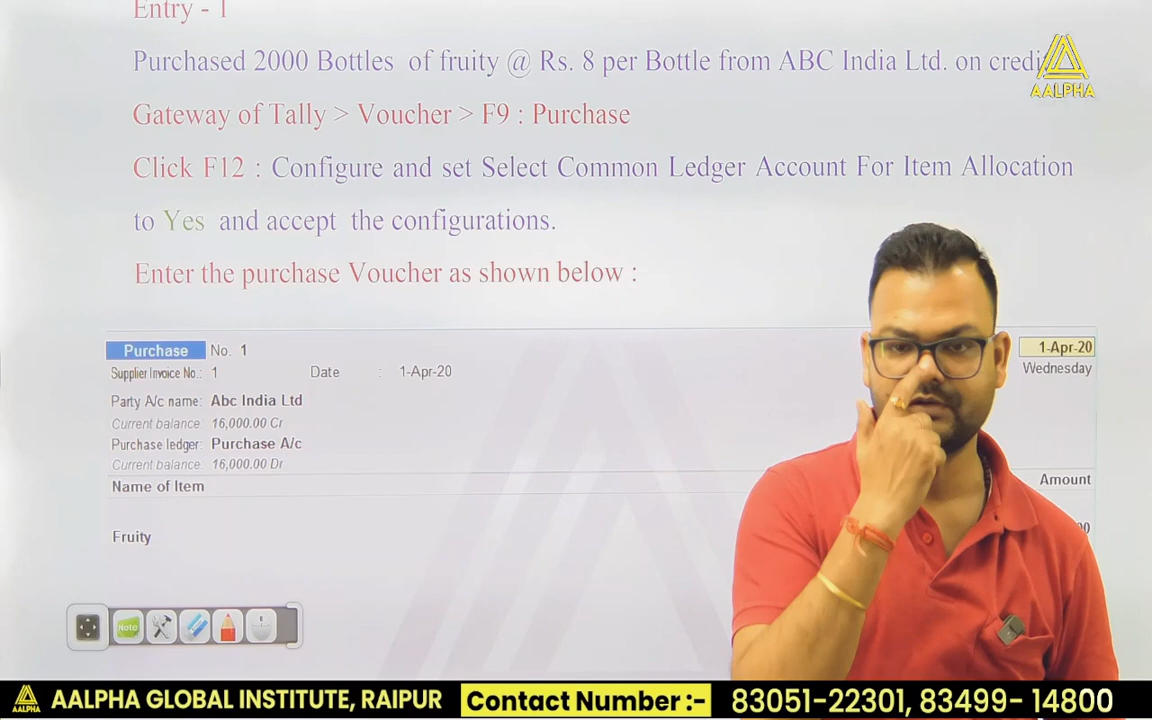 Entry - 1
Purchased 2000 Bottles of fruity @ Rs. 8 per Bottle from ABC India Ltd. on
AALPHA
Gateway of Tally > Voucher > F9 : Purchase
Click F12 : Configure and set Select Common Ledger Account For Item Allocation
to Yes and accept the configurations.
Enter the purchase Voucher as shown below :
Purchase No. 1 1-Apr-20
Supplier Invoice No.: 1 Date : 1-Apr-20 Wednesday
Party A/c name: Abc India Ltd
Current balance: 16,000.00 Cr
Purchase ledger: Purchase A/c
Current balance: 16,000.00 Dr
Name of Item Amount
Fruity
Note
AALPHA GLOBAL INSTITUTE, RAIPUR Contact Number :- 83051-22301, 83499- 14800
AALPHA